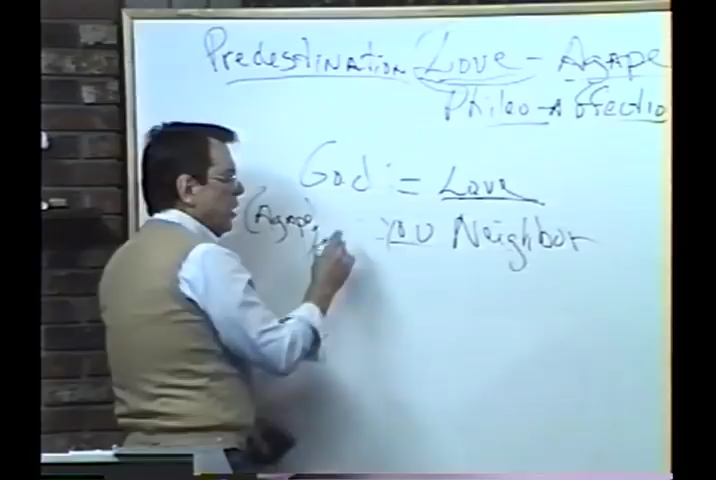 Predestination Love - Agape
Phileo - Affectio
God = Love
(Agape, you Neighbor